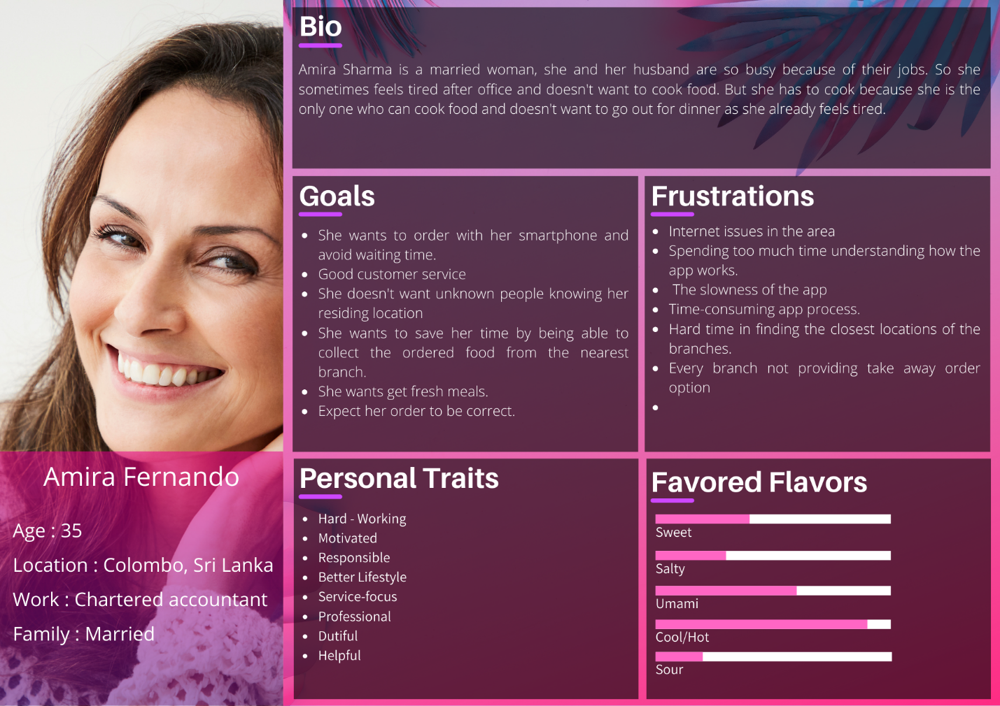 Bio
Amira Sharma is a married woman, she and her husband are so busy because of their jobs. So she
sometimes feels tired after office and doesn't want to cook food. But she has to cook because she is the
only one who can cook food and doesn't want to go out for dinner as she already feels tired.
Goals
• She wants to order with her smartphone and
avoid waiting time.
• Good customer service
• She doesn't want unknown people knowing her
residing location
• She wants to save her time by being able to
collect the ordered food from the nearest
branch.
• She wants get fresh meals.
• Expect her order to be correct.
Frustrations
• Internet issues in the area
• Spending too much time understanding how the
app works.
• The slowness of the app
• Time-consuming app process.
• Hard time in finding the closest locations of the
branches.
• Every branch not providing take away order
option
•
Amira Fernando
Age : 35
Location : Colombo, Sri Lanka
Work : Chartered accountant
Family : Married
Personal Traits
• Hard - Working
• Motivated
• Responsible
• Better Lifestyle
• Service-focus
• Professional
• Dutiful
• Helpful
Favored Flavors
Sweet
Salty
Umami
Cool/Hot
Sour